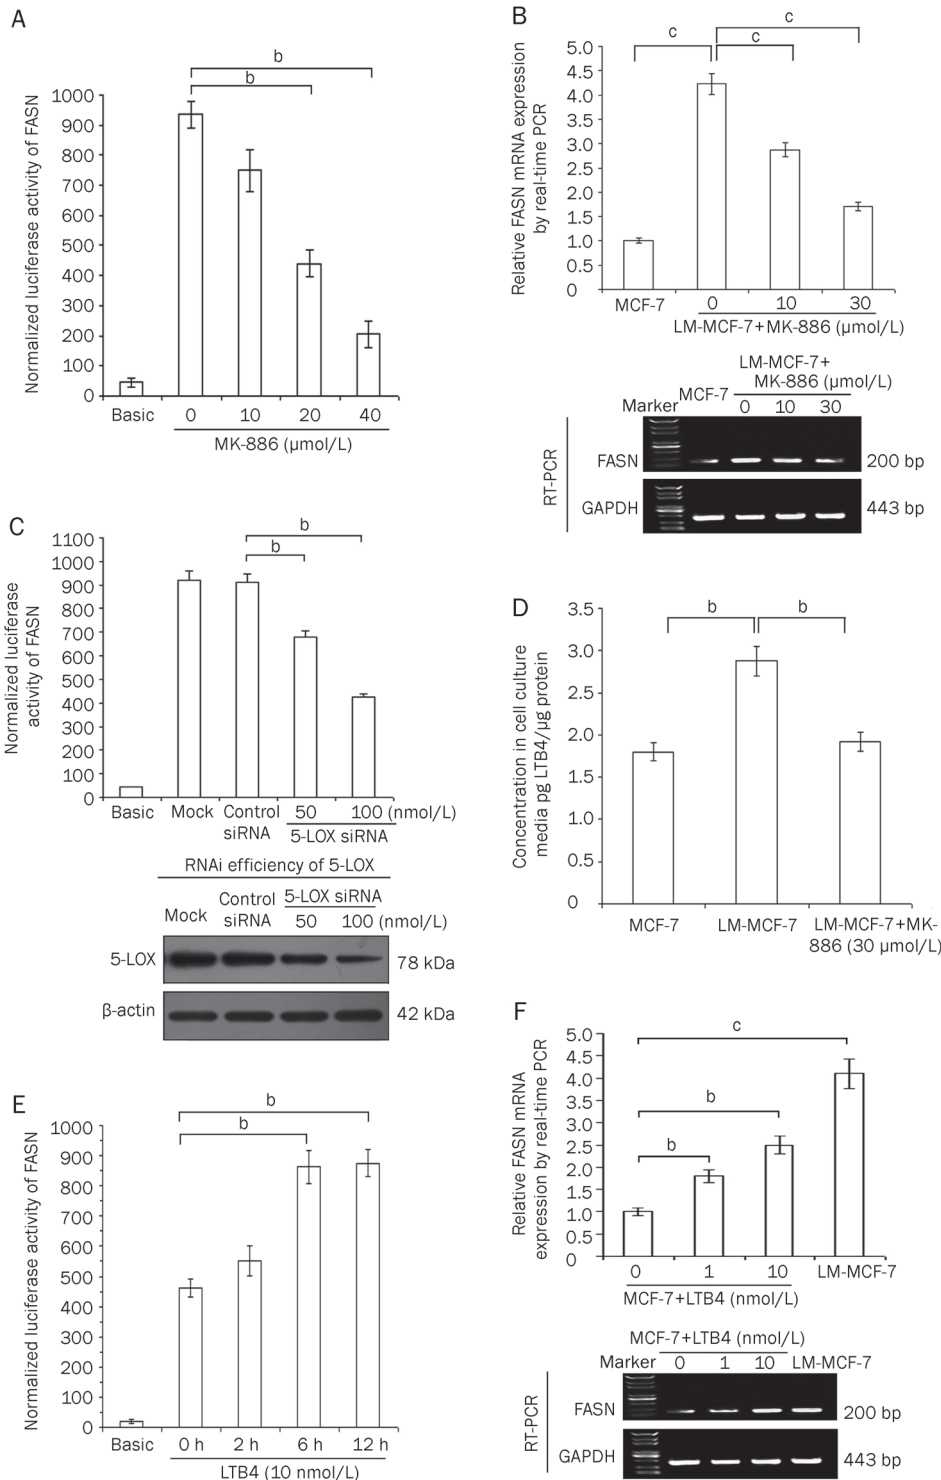 A
b
b
Normalized luciferase activity of FASN
1000
900
800
700
600
500
400
300
200
100
0
Basic 0 10 20 40
MK-886 (μmol/L)
B
c
c c
Relative FASN mRNA expression
by real-time PCR
5.0
4.5
4.0
3.5
3.0
2.5
2.0
1.5
1.0
0.5
0
MCF-7 0 10 30
LM-MCF-7+MK-886 (μmol/L)
LM-MCF-7+
MK-886 (μmol/L)
Marker MCF-7 0 10 30
RT-PCR
FASN 200 bp
GAPDH 443 bp
C
b
b
Normalized luciferase
activity of FASN
1100
1000
900
800
700
600
500
400
300
200
100
0
Basic Mock Control 50 100 (nmol/L)
siRNA 5-LOX siRNA
RNAi efficiency of 5-LOX
Mock Control 5-LOX siRNA
siRNA 50 100 (nmol/L)
5-LOX 78 kDa
β-actin 42 kDa
D
b b
Concentration in cell culture
media pg LTB4/μg protein
3.5
3.0
2.5
2.0
1.5
1.0
0.5
0
MCF-7 LM-MCF-7 LM-MCF-7+MK-
886 (30 μmol/L)
E
b
b
Normalized luciferase activity of FASN
1000
900
800
700
600
500
400
300
200
100
0
Basic 0 h 2 h 6 h 12 h
LTB4 (10 nmol/L)
F
c
b
b
Relative FASN mRNA
expression by real-time PCR
5.0
4.5
4.0
3.5
3.0
2.5
2.0
1.0
0.5
0
0 1 10 LM-MCF-7
MCF-7+LTB4 (nmol/L)
MCF-7+LTB4 (nmol/L)
Marker 0 1 10 LM-MCF-7
RT-PCR
FASN 200 bp
GAPDH 443 bp